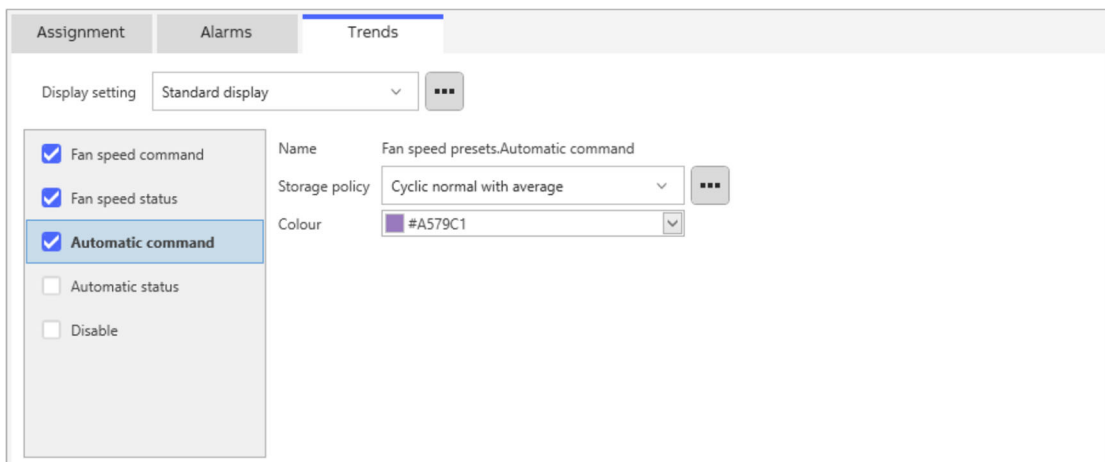 Assignment Alarms Trends
Display setting Standard display
Fan speed command
Fan speed status
Automatic command
Automatic status
Disable
Name Fan speed presets.Automatic command
Storage policy Cyclic normal with average
Colour #A579C1